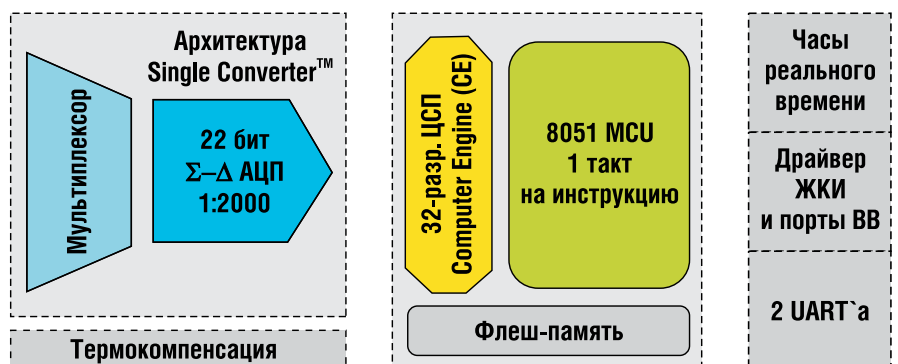 Архитектура
Single Converter™
Мультиплексор
22 бит
Σ–Δ АЦП
1:2000
Термокомпенсация
32-разр. ЦСП
Computer Engine (CE)
8051 MCU
1 такт
на инструкцию
Флеш-память
Часы
реального
времени
Драйвер
ЖКИ
и порты ВВ
2 UART`а